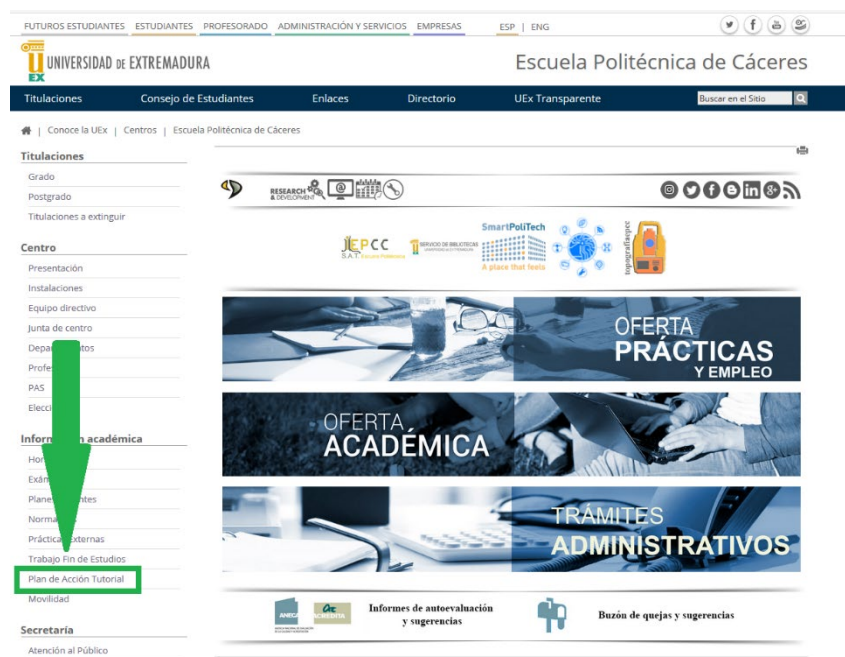 FUTUROS ESTUDIANTES ESTUDIANTES PROFESORADO ADMINISTRACIÓN Y SERVICIOS EMPRESAS ESP | ENG
UNIVERSIDAD DE EXTREMADURA
UEX
Escuela Politécnica de Cáceres
Titulaciones Consejo de Estudiantes Enlaces Directorio UEx Transparente Buscar en el Sitio
| Conoce la UEx | Centros | Escuela Politécnica de Cáceres
Titulaciones
Grado
Postgrado
Titulaciones a extinguir
Centro
Presentación
Instalaciones
Equipo directivo
Junta de centro
Profes
PAS
Elecci
académica
Exám
Prácticas Externas
Trabajo Fin de Estudios
Plan de Acción Tutorial
Movilidad
Secretaría
Atención al Público
RESEARCH
& DEVELOPMENT
JEPCC
S.A.T. Escuela Politécnica
SERVICIO DE BIBLIOTECAS
SmartPoliTech
A place that feels
topografiaepcc
OFERTA
PRÁCTICAS
Y EMPLEO
OFERTA
ACADÉMICA
TRÁMITES
ADMINISTRATIVOS
ANECA
ACREDITA
Informes de autoevaluación
y sugerencias
Buzón de quejas y sugerencias